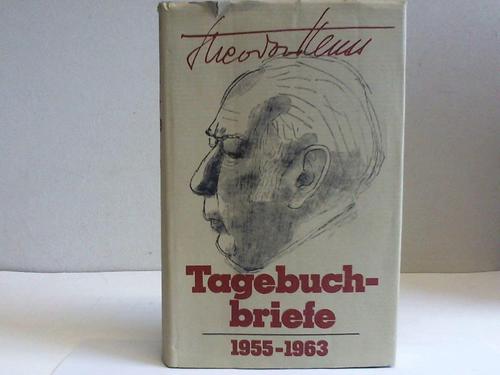 Theodor Heuss
Tagebuch-
briefe
1955-1963